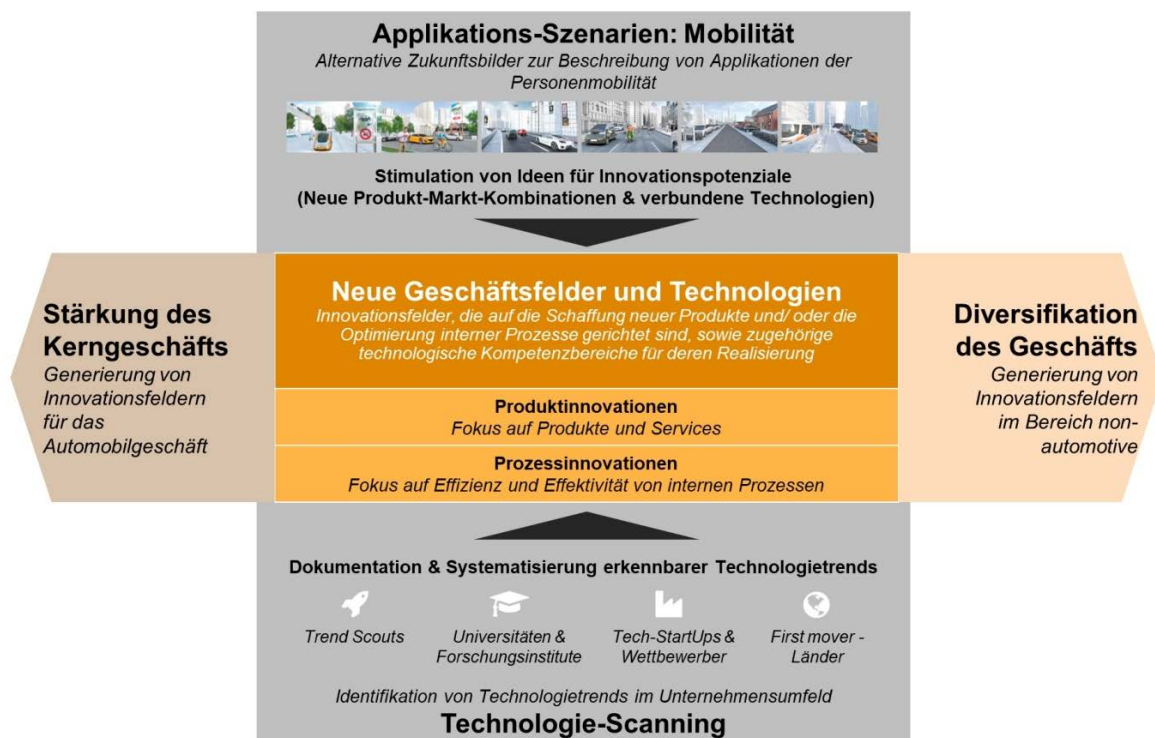 Applikations-Szenarien: Mobilität
Alternative Zukunftsbilder zur Beschreibung von Applikationen der
Personenmobilität
Stimulation von Ideen für Innovationspotenziale
(Neue Produkt-Markt-Kombinationen & verbundene Technologien)
Stärkung des
Kerngeschäfts
Generierung von
Innovationsfeldern
für das
Automobilgeschäft
Neue Geschäftsfelder und Technologien
Innovationsfelder, die auf die Schaffung neuer Produkte und/ oder die
Optimierung interner Prozesse gerichtet sind, sowie zugehörige
technologische Kompetenzbereiche für deren Realisierung
Produktinnovationen
Fokus auf Produkte und Services
Prozessinnovationen
Fokus auf Effizienz und Effektivität von internen Prozessen
Diversifikation
des Geschäfts
Generierung von
Innovationsfeldern
im Bereich non-
automotive
Dokumentation & Systematisierung erkennbarer Technologietrends
Trend Scouts
Universitäten &
Forschungsinstitute
Tech-StartUps &
Wettbewerber
First mover -
Länder
Identifikation von Technologietrends im Unternehmensumfeld
Technologie-Scanning